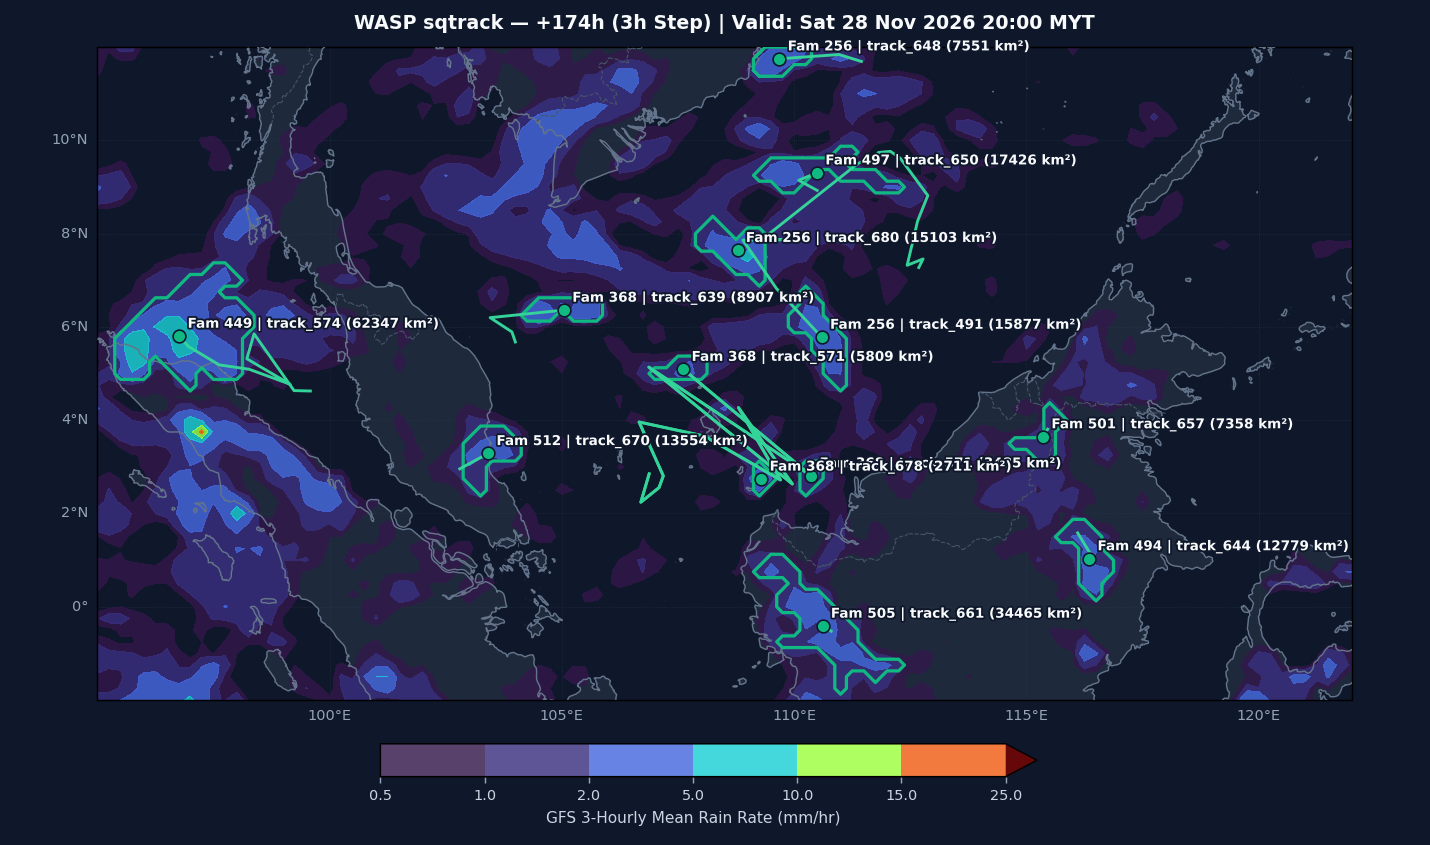 WASP sqtrack — +174h (3h Step) | Valid: Sat 28 Nov 2026 20:00 MYT
Fam 256 | track_648 (7551 km²)
10°N
Fam 497 | track_650 (17426 km²)
8°N
Fam 256 | track_680 (15103 km²)
Fam 368 | track_639 (8907 km²)
6°N
Fam 449 | track_574 (62347 km²)
Fam 256 | track_491 (15877 km²)
Fam 368 | track_571 (5809 km²)
4°N
Fam 501 | track_657 (7358 km²)
Fam 512 | track_670 (13554 km²)
Fam 368 | track_678 (2711 km²)
km²)
2°N
Fam 494 | track_644 (12779 km²)
0°
Fam 505 | track_661 (34465 km²)
100°E 105°E 110°E 115°E 120°E
0.5 1.0 2.0 5.0 10.0 15.0 25.0
GFS 3-Hourly Mean Rain Rate (mm/hr)